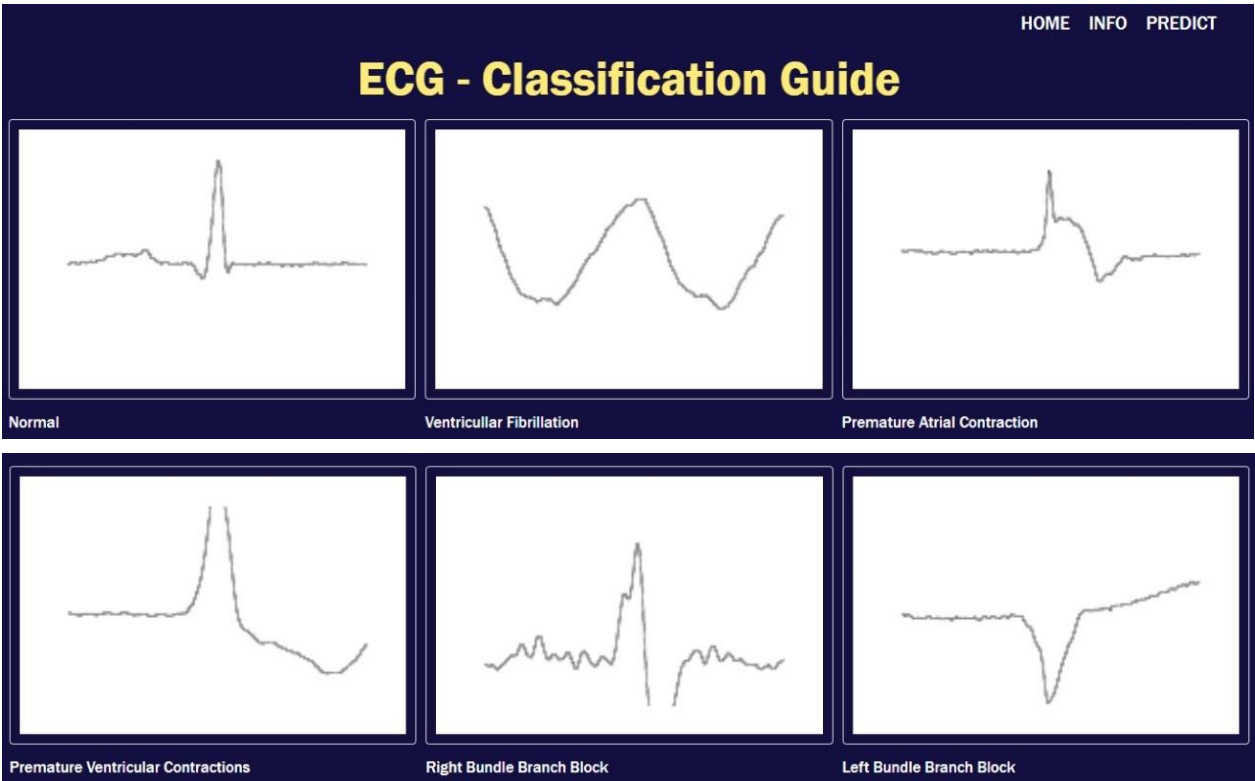 HOME INFO PREDICT
ECG - Classification Guide
Normal
Ventricullar Fibrillation
Premature Atrial Contraction
Premature Ventricular Contractions
Right Bundle Branch Block
Left Bundle Branch Block